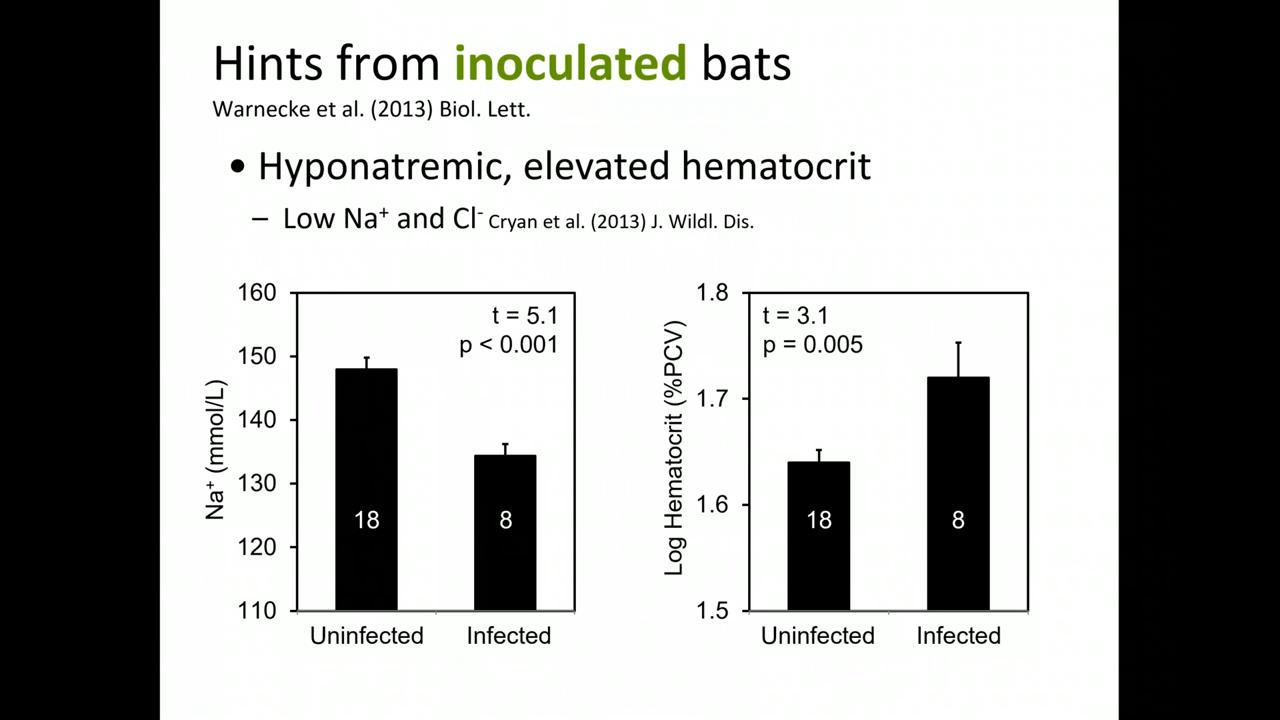 Hints from inoculated bats
Warnecke et al. (2013) Biol. Lett.
• Hyponatremic, elevated hematocrit
– Low Na⁺ and Cl⁻ Cryan et al. (2013) J. Wildl. Dis.
Na⁺ (mmol/L)
160
150
140
130
120
110
t = 5.1
p < 0.001
18
8
Uninfected
Infected
Log Hematocrit (%PCV)
1.8
1.7
1.6
1.5
t = 3.1
p = 0.005
18
8
Uninfected
Infected